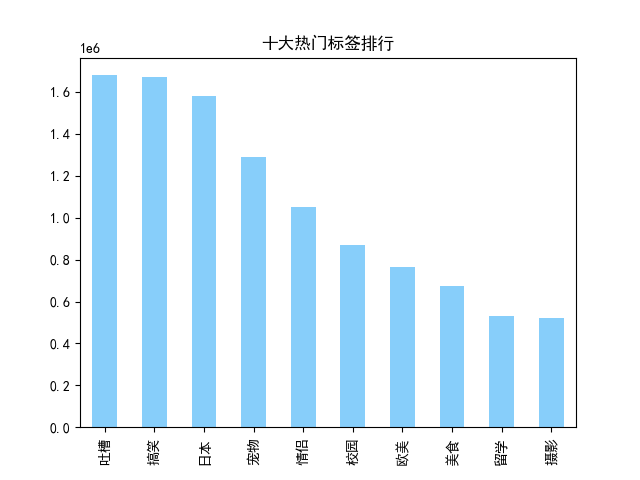 十大热门标签排行
1e6
1.6
1.4
1.2
1.0
0.8
0.6
0.4
0.2
0.0
吐槽
搞笑
日本
宠物
情侣
校园
欧美
美食
留学
摄影